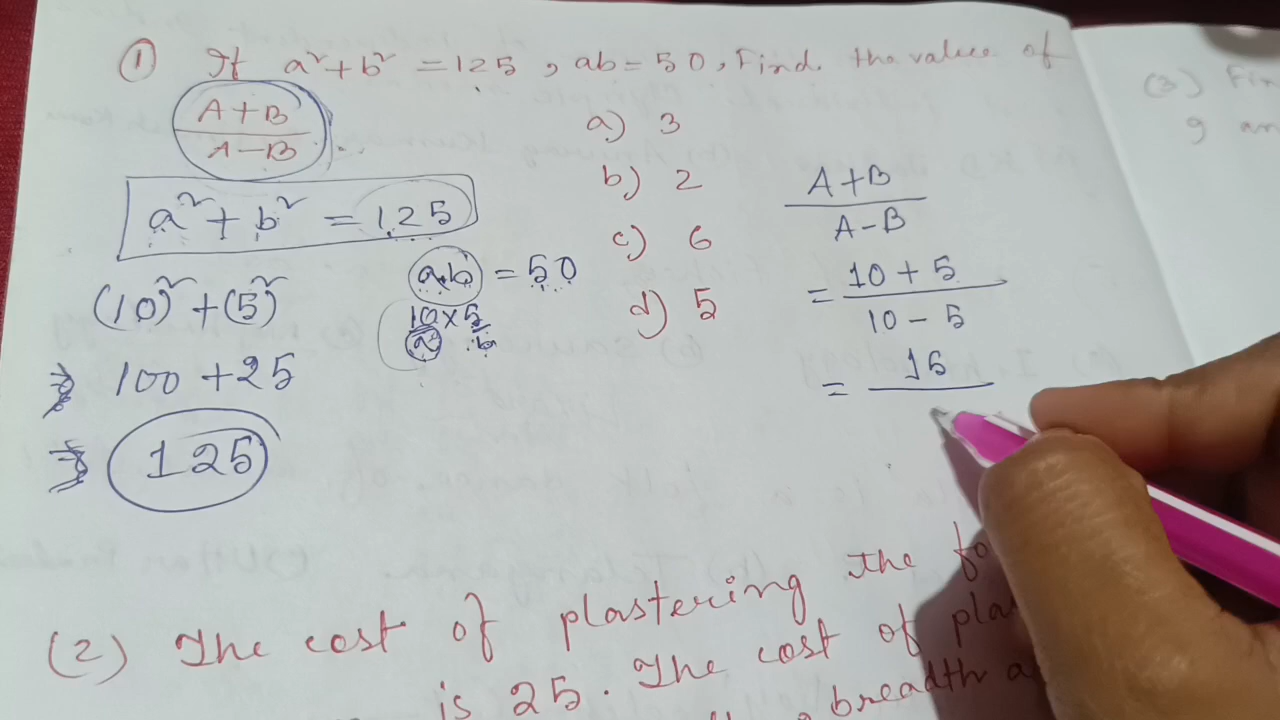 ① If a²+b² = 125, ab = 50, Find. the value of
A+B
A-B
a) 3
b) 2
c) 6
d) 5
a²+b² = 125
(10)²+(5)²
100+25
125
a.b = 50
10×5
a b
A+B
A-B
= 10+5
10-5
= 15
(2) The cost of plastering the
is 25. The cost of
breadth
(3)
9